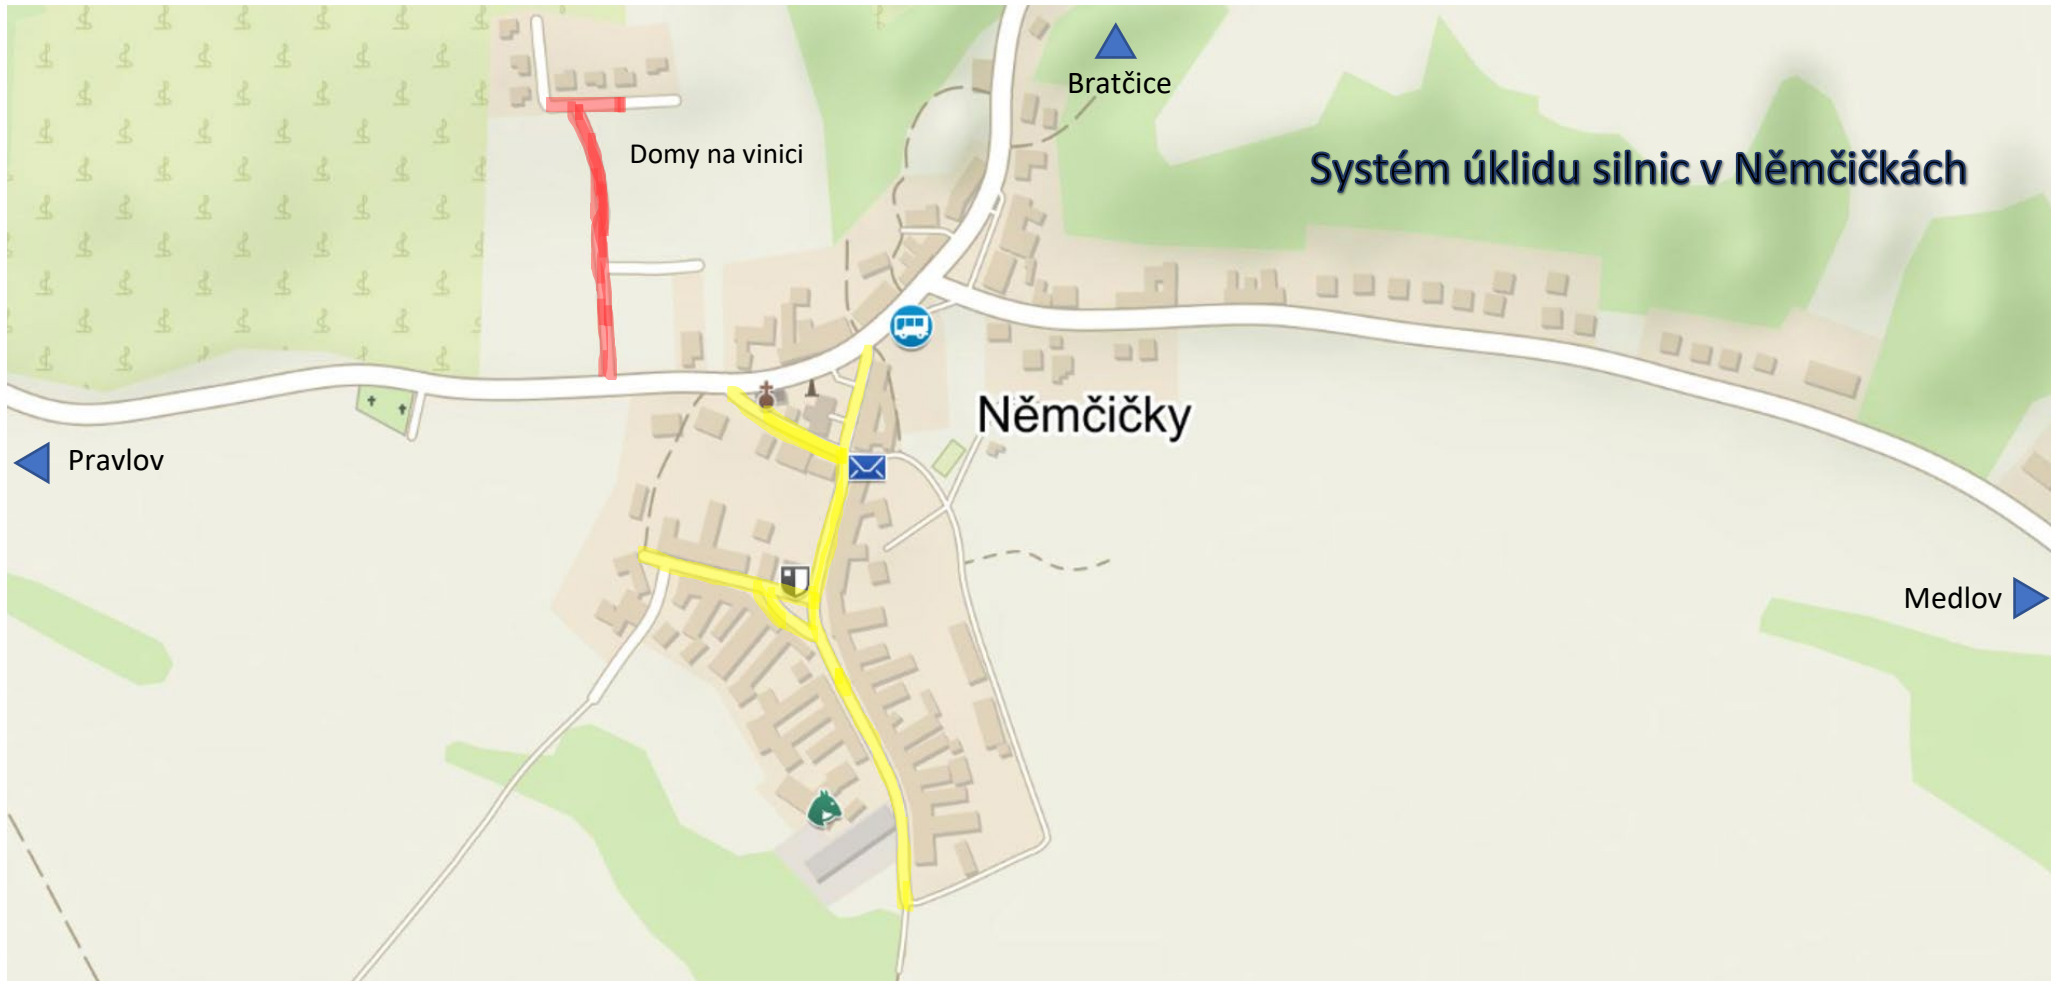 Bratčice
Systém úklidu silnic v Němčičkách
Domy na vinici
Němčičky
Pravlov
Medlov